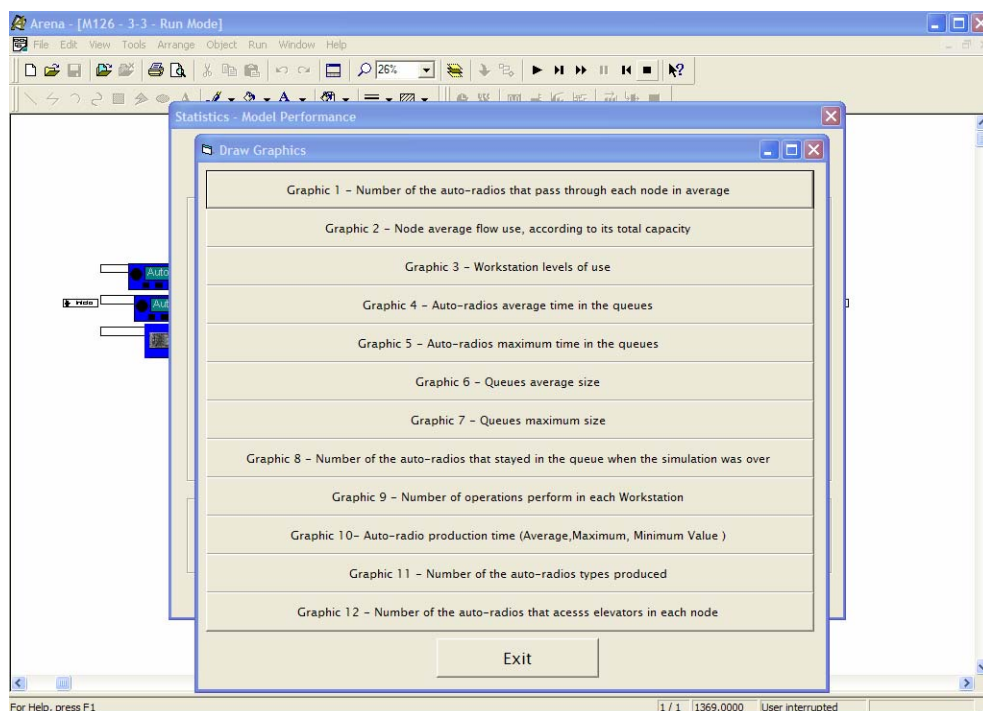 Arena - [M126 - 3-3 - Run Mode]
File Edit View Tools Arrange Object Run Window Help
26%
Statistics - Model Performance
Draw Graphics
Graphic 1 - Number of the auto-radios that pass through each node in average
Graphic 2 - Node average flow use, according to its total capacity
Graphic 3 - Workstation levels of use
Graphic 4 - Auto-radios average time in the queues
Graphic 5 - Auto-radios maximum time in the queues
Graphic 6 - Queues average size
Graphic 7 - Queues maximum size
Graphic 8 - Number of the auto-radios that stayed in the queue when the simulation was over
Graphic 9 - Number of operations perform in each Workstation
Graphic 10- Auto-radio production time (Average,Maximum, Minimum Value )
Graphic 11 - Number of the auto-radios types produced
Graphic 12 - Number of the auto-radios that acesss elevators in each node
Exit
Auto
Aut
For Help, press F1
1 / 1 1369.0000 User interrupted